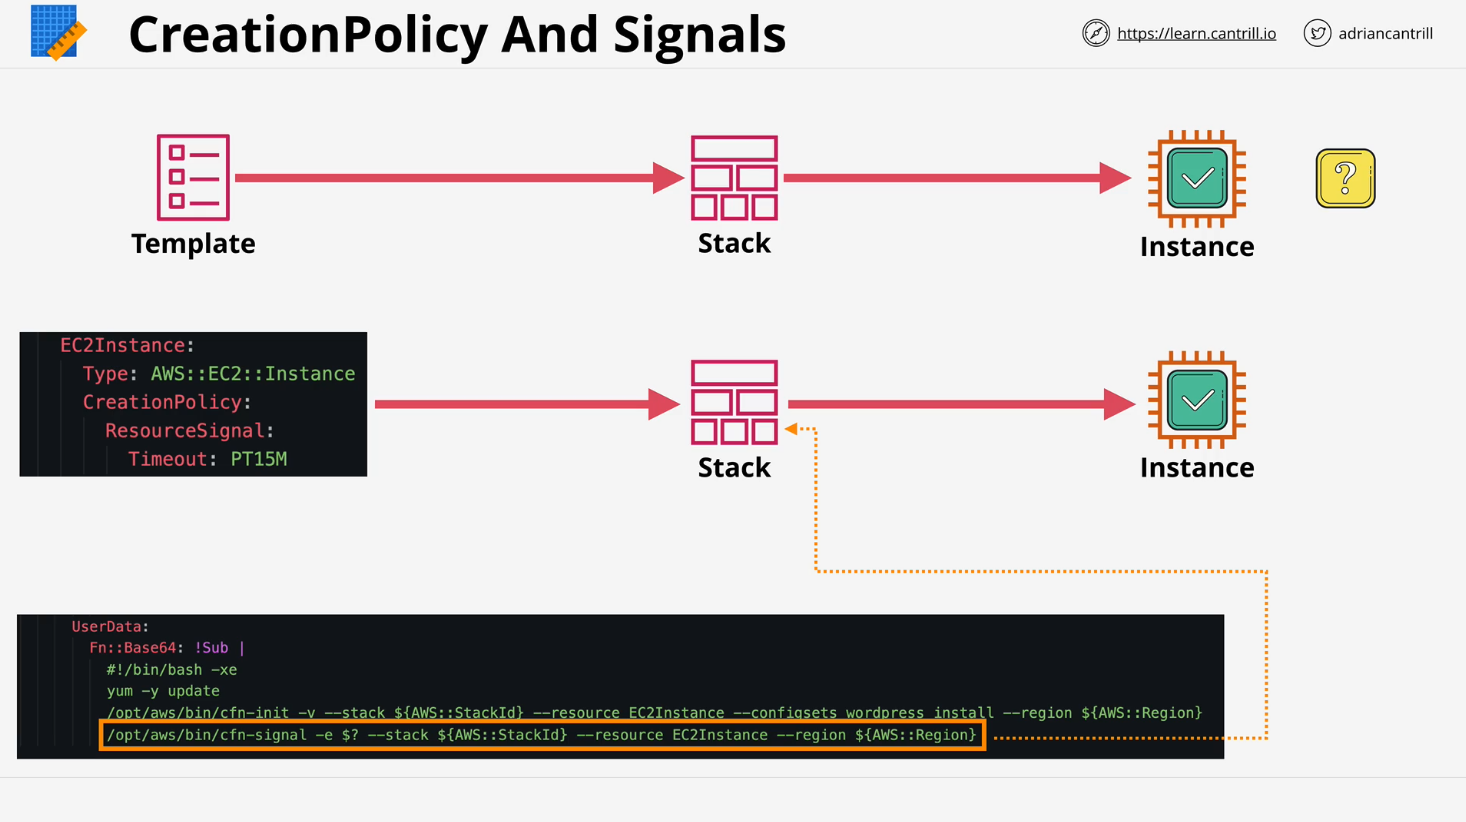 CreationPolicy And Signals
https://learn.cantrill.io
adriancantrill
?
Template
Stack
Instance
EC2Instance:
Type: AWS::EC2::Instance
CreationPolicy:
ResourceSignal:
Timeout: PT15M
Stack
Instance
UserData:
Fn::Base64: !Sub |
#!/bin/bash -xe
yum -y update
/opt/aws/bin/cfn-init -v --stack ${AWS::StackId} --resource EC2Instance --configsets wordpress_install --region ${AWS::Region}
/opt/aws/bin/cfn-signal -e $? --stack ${AWS::StackId} --resource EC2Instance --region ${AWS::Region}